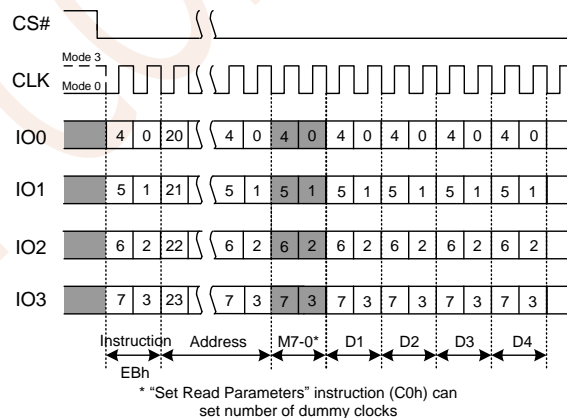 CS#
Mode 3
CLK
Mode 0
IO0 4 0 20 4 0 4 0 4 0 4 0 4 0 4 0
IO1 5 1 21 5 1 5 1 5 1 5 1 5 1 5 1
IO2 6 2 22 6 2 6 2 6 2 6 2 6 2 6 2
IO3 7 3 23 7 3 7 3 7 3 7 3 7 3 7 3
Instruction Address M7-0* D1 D2 D3 D4
EBh
* "Set Read Parameters" instruction (C0h) can
set number of dummy clocks